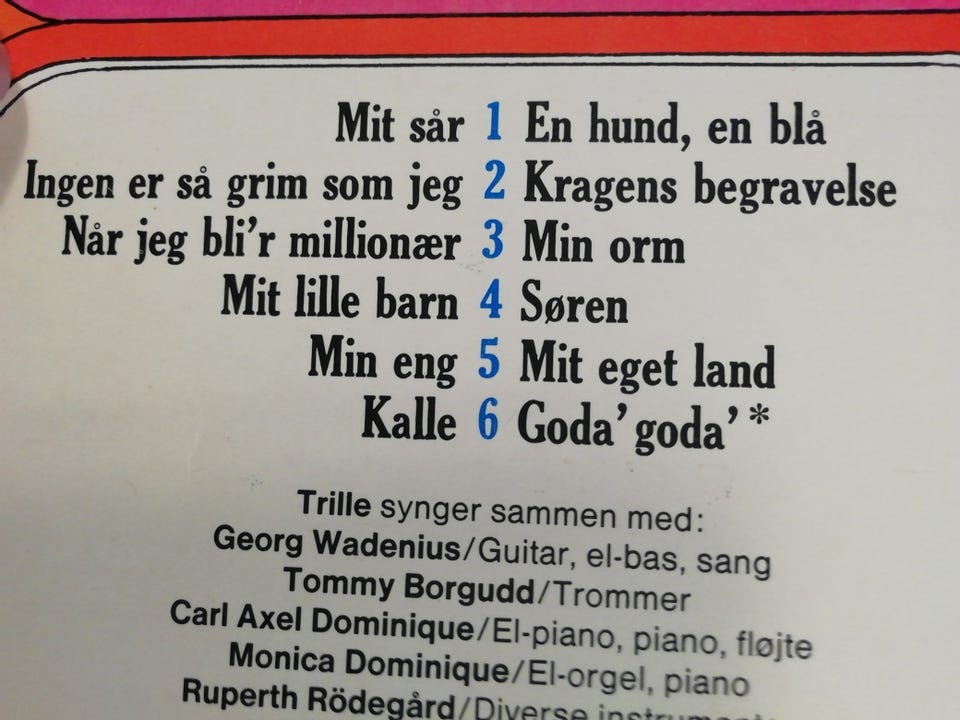 Mit sår 1 En hund, en blå
Ingen er så grim som jeg 2 Kragens begravelse
Når jeg bli'r millionær 3 Min orm
Mit lille barn 4 Søren
Min eng 5 Mit eget land
Kalle 6 Goda' goda'*
Trille synger sammen med:
Georg Wadenius/Guitar, el-bas, sang
Tommy Borgudd/Trommer
Carl Axel Dominique/El-piano, piano, fløjte
Monica Dominique/El-orgel, piano
Ruperth Rödegård/Diverse